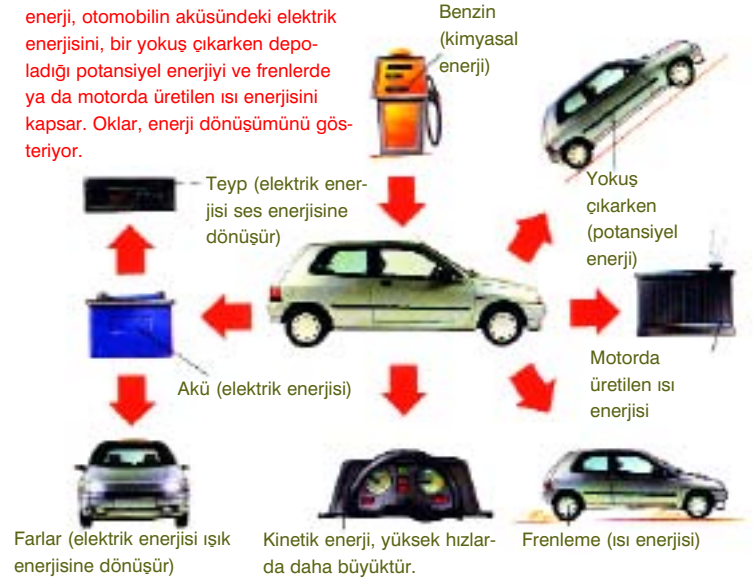 enerji, otomobilin aküsündeki elektrik
enerjisini, bir yokuş çıkarken depo-
ladığı potansiyel enerjiyi ve frenlerde
ya da motorda üretilen ısı enerjisini
kapsar. Oklar, enerji dönüşümünü gös-
teriyor.
Benzin
(kimyasal
enerji)
Teyp (elektrik ener-
jisi ses enerjisine
dönüşür)
Yokuş
çıkarken
(potansiyel
enerji)
Akü (elektrik enerjisi)
Motorda
üretilen ısı
enerjisi
Farlar (elektrik enerjisi ışık
enerjisine dönüşür)
Kinetik enerji, yüksek hızlar-
da daha büyüktür.
Frenleme (ısı enerjisi)